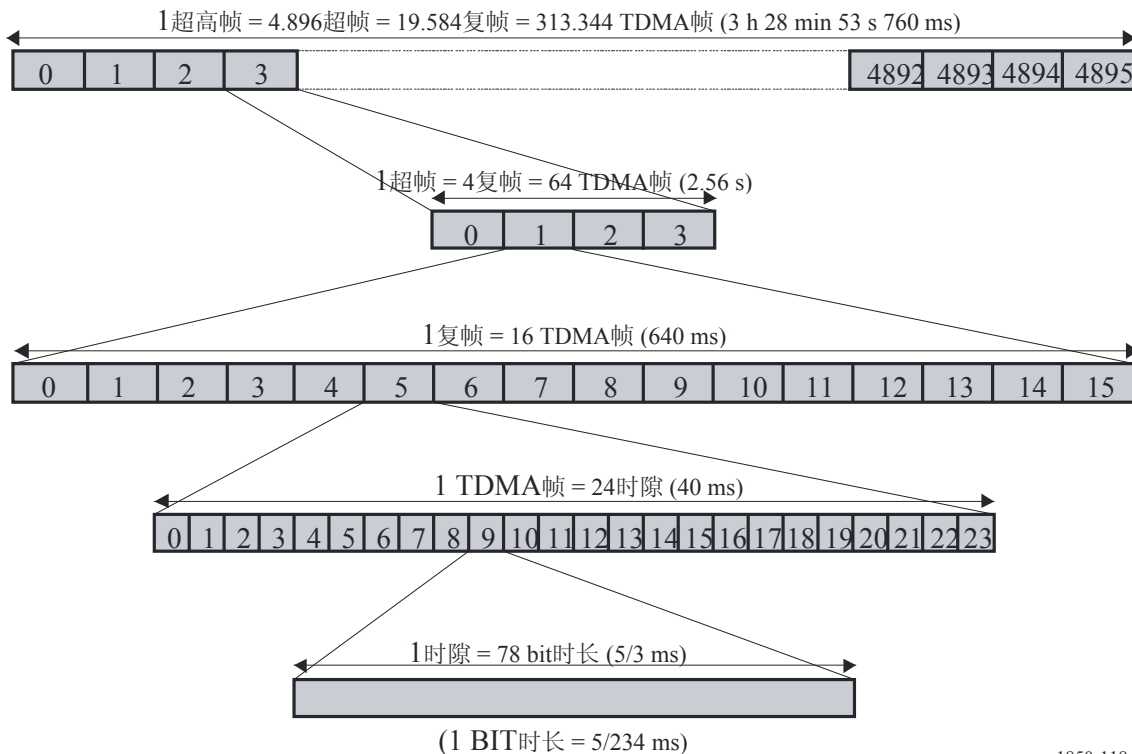 1超高帧 = 4.896超帧 = 19.584复帧 = 313.344 TDMA帧 (3 h 28 min 53 s 760 ms)
0 1 2 3 4892 4893 4894 4895
1超帧 = 4复帧 = 64 TDMA帧 (2.56 s)
0 1 2 3
1复帧 = 16 TDMA帧 (640 ms)
0 1 2 3 4 5 6 7 8 9 10 11 12 13 14 15
1 TDMA帧 = 24时隙 (40 ms)
0 1 2 3 4 5 6 7 8 9 10 11 12 13 14 15 16 17 18 19 20 21 22 23
1时隙 = 78 bit时长 (5/3 ms)
(1 BIT时长 = 5/234 ms)